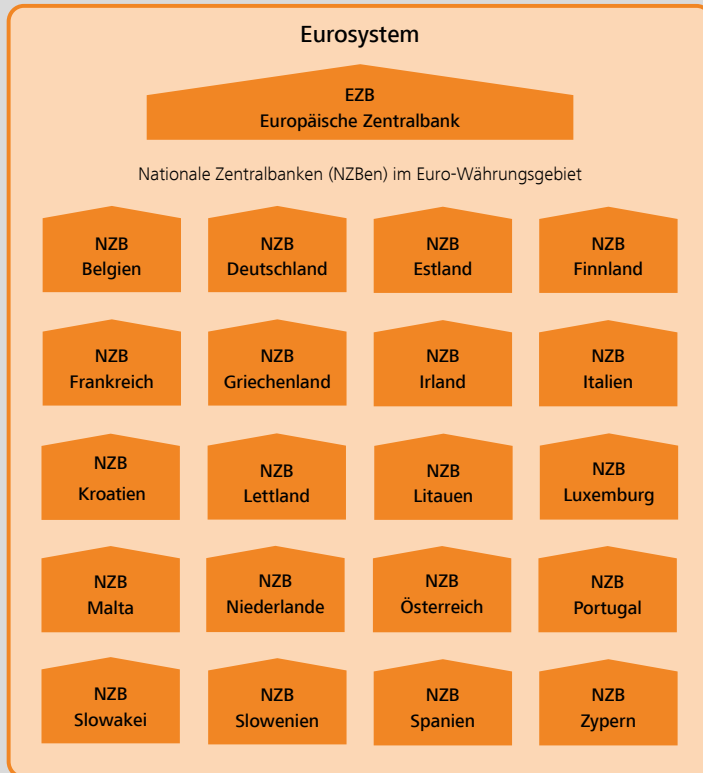 Eurosystem
EZB
Europäische Zentralbank
Nationale Zentralbanken (NZBen) im Euro-Währungsgebiet
NZB
Belgien
NZB
Deutschland
NZB
Estland
NZB
Finnland
NZB
Frankreich
NZB
Griechenland
NZB
Irland
NZB
Italien
NZB
Kroatien
NZB
Lettland
NZB
Litauen
NZB
Luxemburg
NZB
Malta
NZB
Niederlande
NZB
Österreich
NZB
Portugal
NZB
Slowakei
NZB
Slowenien
NZB
Spanien
NZB
Zypern